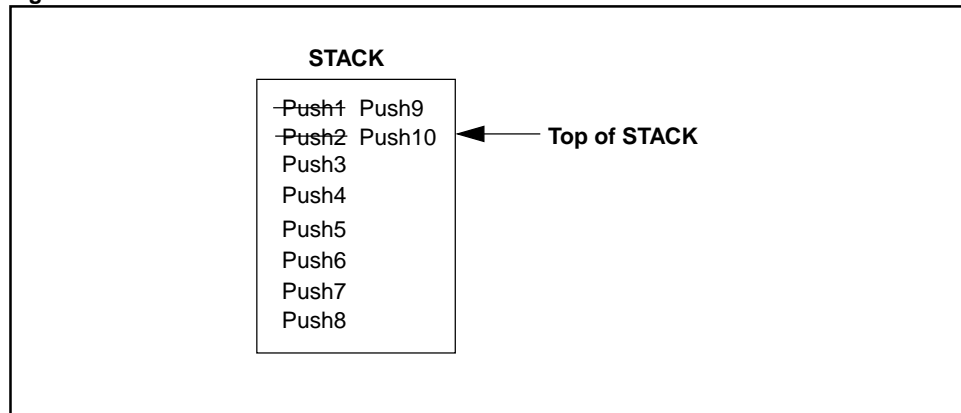 STACK
Push1 Push9
Push2 Push10
Top of STACK
Push3
Push4
Push5
Push6
Push7
Push8